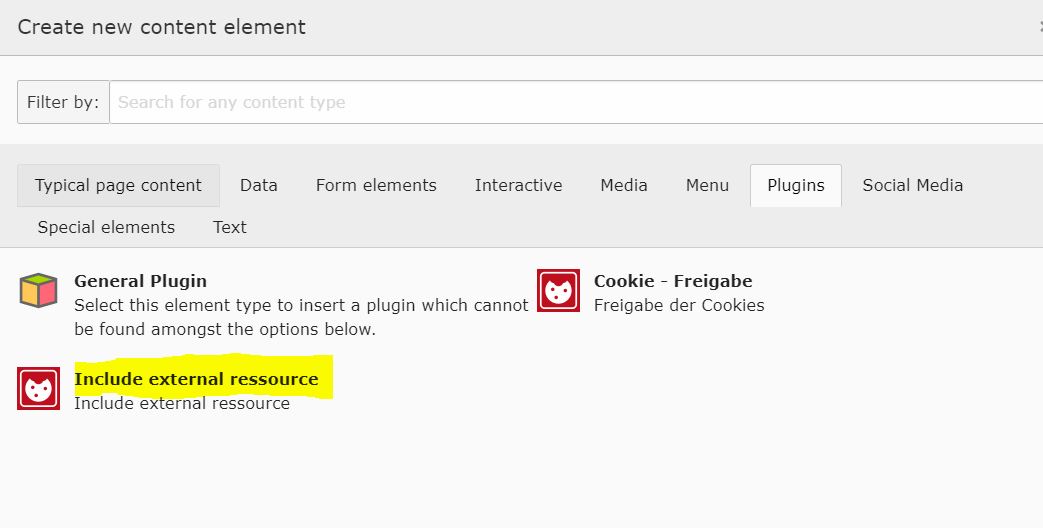 Create new content element
Filter by: Search for any content type
Typical page content Data Form elements Interactive Media Menu Plugins Social Media
Special elements Text
General Plugin
Select this element type to insert a plugin which cannot
be found amongst the options below.
Cookie - Freigabe
Freigabe der Cookies
Include external ressource
Include external ressource